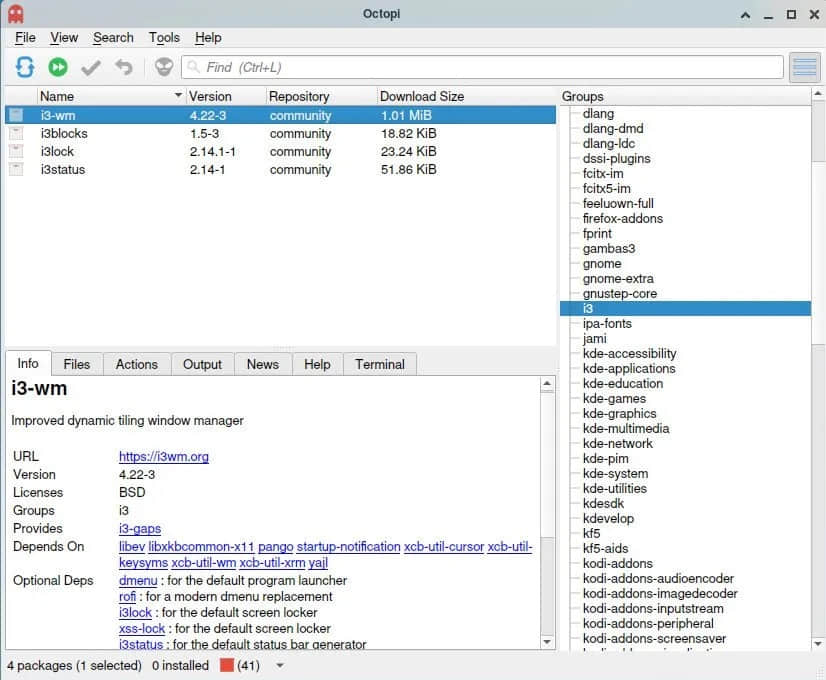 Octopi
File View Search Tools Help
Find (Ctrl+L)
Name Version Repository Download Size
i3-wm 4.22-3 community 1.01 MiB
i3blocks 1.5-3 community 18.82 KiB
i3lock 2.14.1-1 community 23.24 KiB
i3status 2.14-1 community 51.86 KiB
Info Files Actions Output News Help Terminal
i3-wm
Improved dynamic tiling window manager
URL https://i3wm.org
Version 4.22-3
Licenses BSD
Groups i3
Provides i3-gaps
Depends On libev libxkbcommon-x11 pango startup-notification xcb-util-cursor xcb-util-
keysyms xcb-util-wm xcb-util-xrm yajl
Optional Deps dmenu : for the default program launcher
rofi : for a modern dmenu replacement
i3lock : for the default screen locker
xss-lock : for the default screen locker
i3status : for the default status bar generator
Groups
dlang
dlang-dmd
dlang-ldc
dssi-plugins
fcitx-im
fcitx5-im
feeluown-full
firefox-addons
fprint
gambas3
gnome
gnome-extra
gnustep-core
i3
ipa-fonts
jami
kde-accessibility
kde-applications
kde-education
kde-games
kde-graphics
kde-multimedia
kde-network
kde-pim
kde-system
kde-utilities
kdesdk
kdevelop
kf5
kf5-aids
kodi-addons
kodi-addons-audioencoder
kodi-addons-imagedecoder
kodi-addons-inputstream
kodi-addons-peripheral
kodi-addons-screensaver
4 packages (1 selected) 0 installed (41)